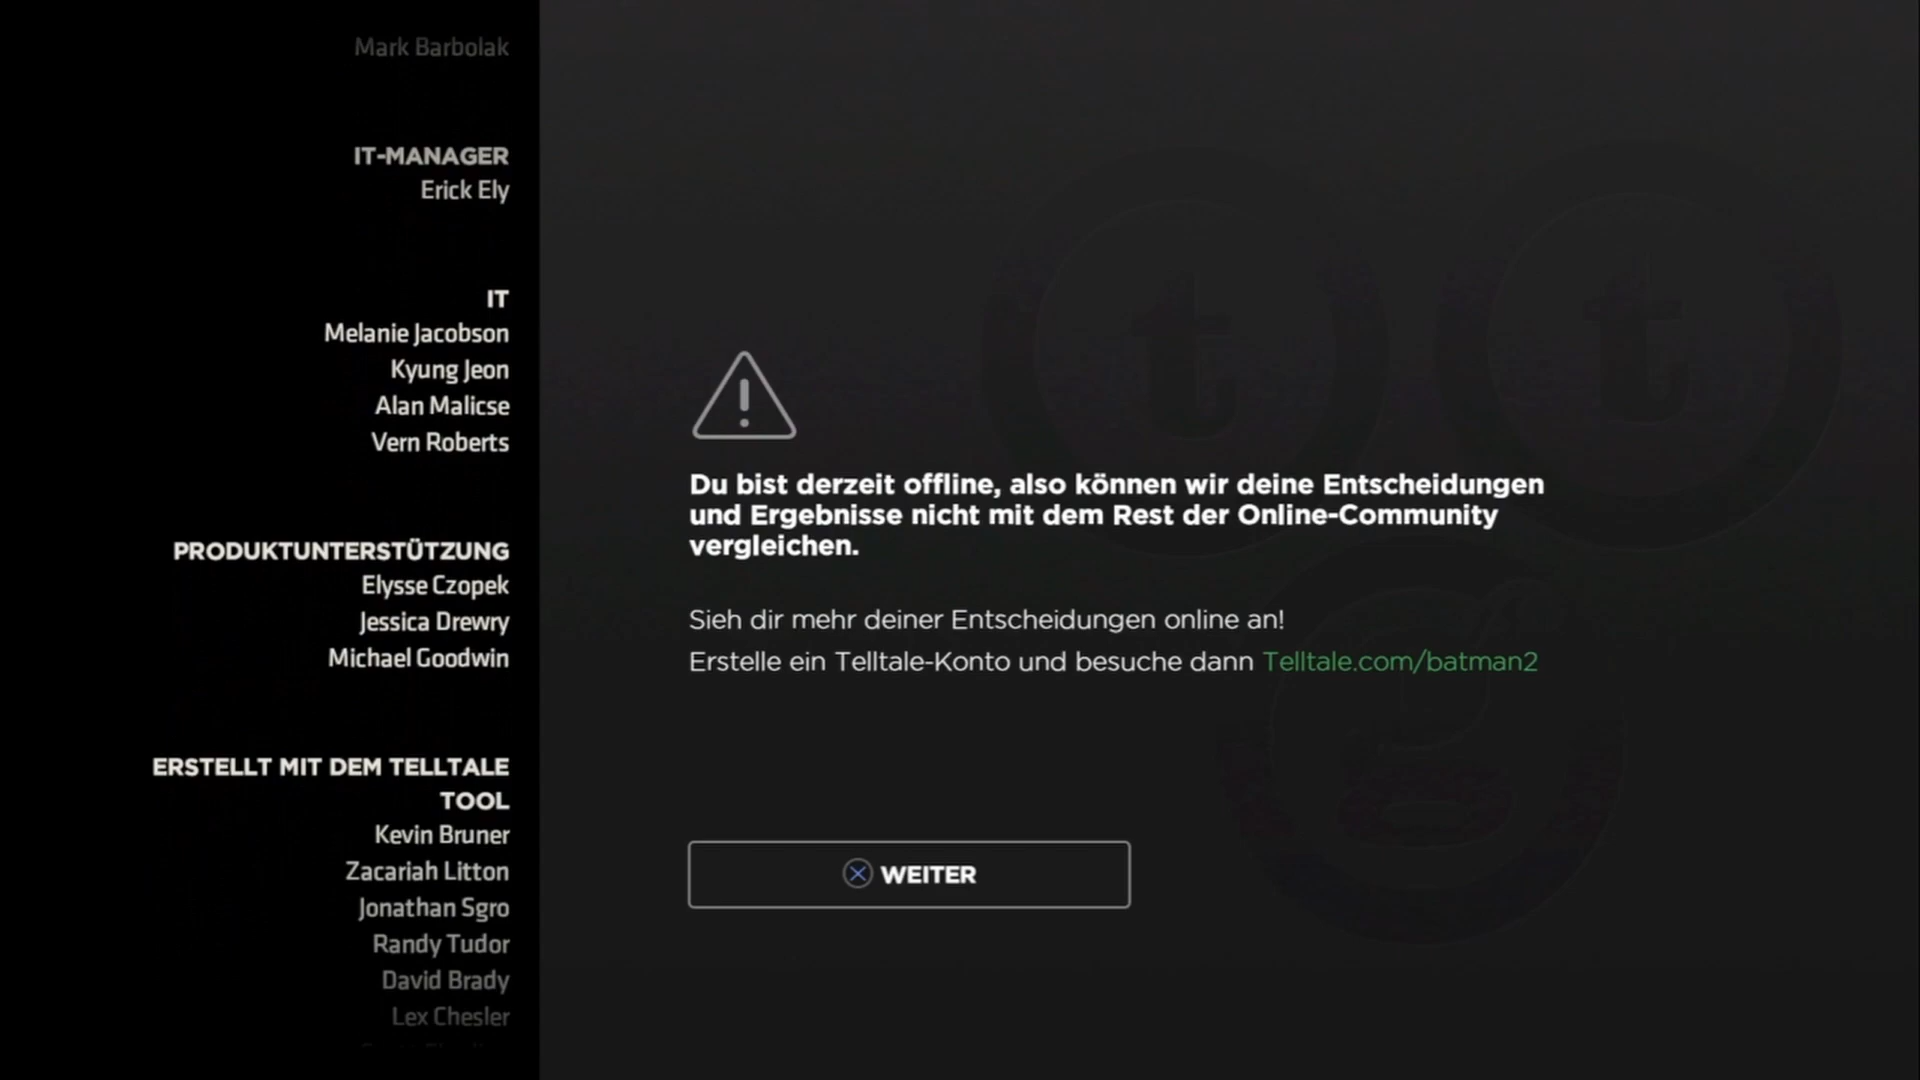 Mark Barbolak
IT-MANAGER
Erick Ely
IT
Melanie Jacobson
Kyung Jeon
Alan Malicse
Vern Roberts
PRODUKTUNTERSTÜTZUNG
Elysse Czopek
Jessica Drewry
Michael Goodwin
ERSTELLT MIT DEM TELLTALE
TOOL
Kevin Bruner
Zacariah Litton
Jonathan Sgro
Randy Tudor
David Brady
Lex Chesler
Du bist derzeit offline, also können wir deine Entscheidungen
und Ergebnisse nicht mit dem Rest der Online-Community
vergleichen.
Sieh dir mehr deiner Entscheidungen online an!
Erstelle ein Telltale-Konto und besuche dann Telltale.com/batman2
WEITER
t
t
g